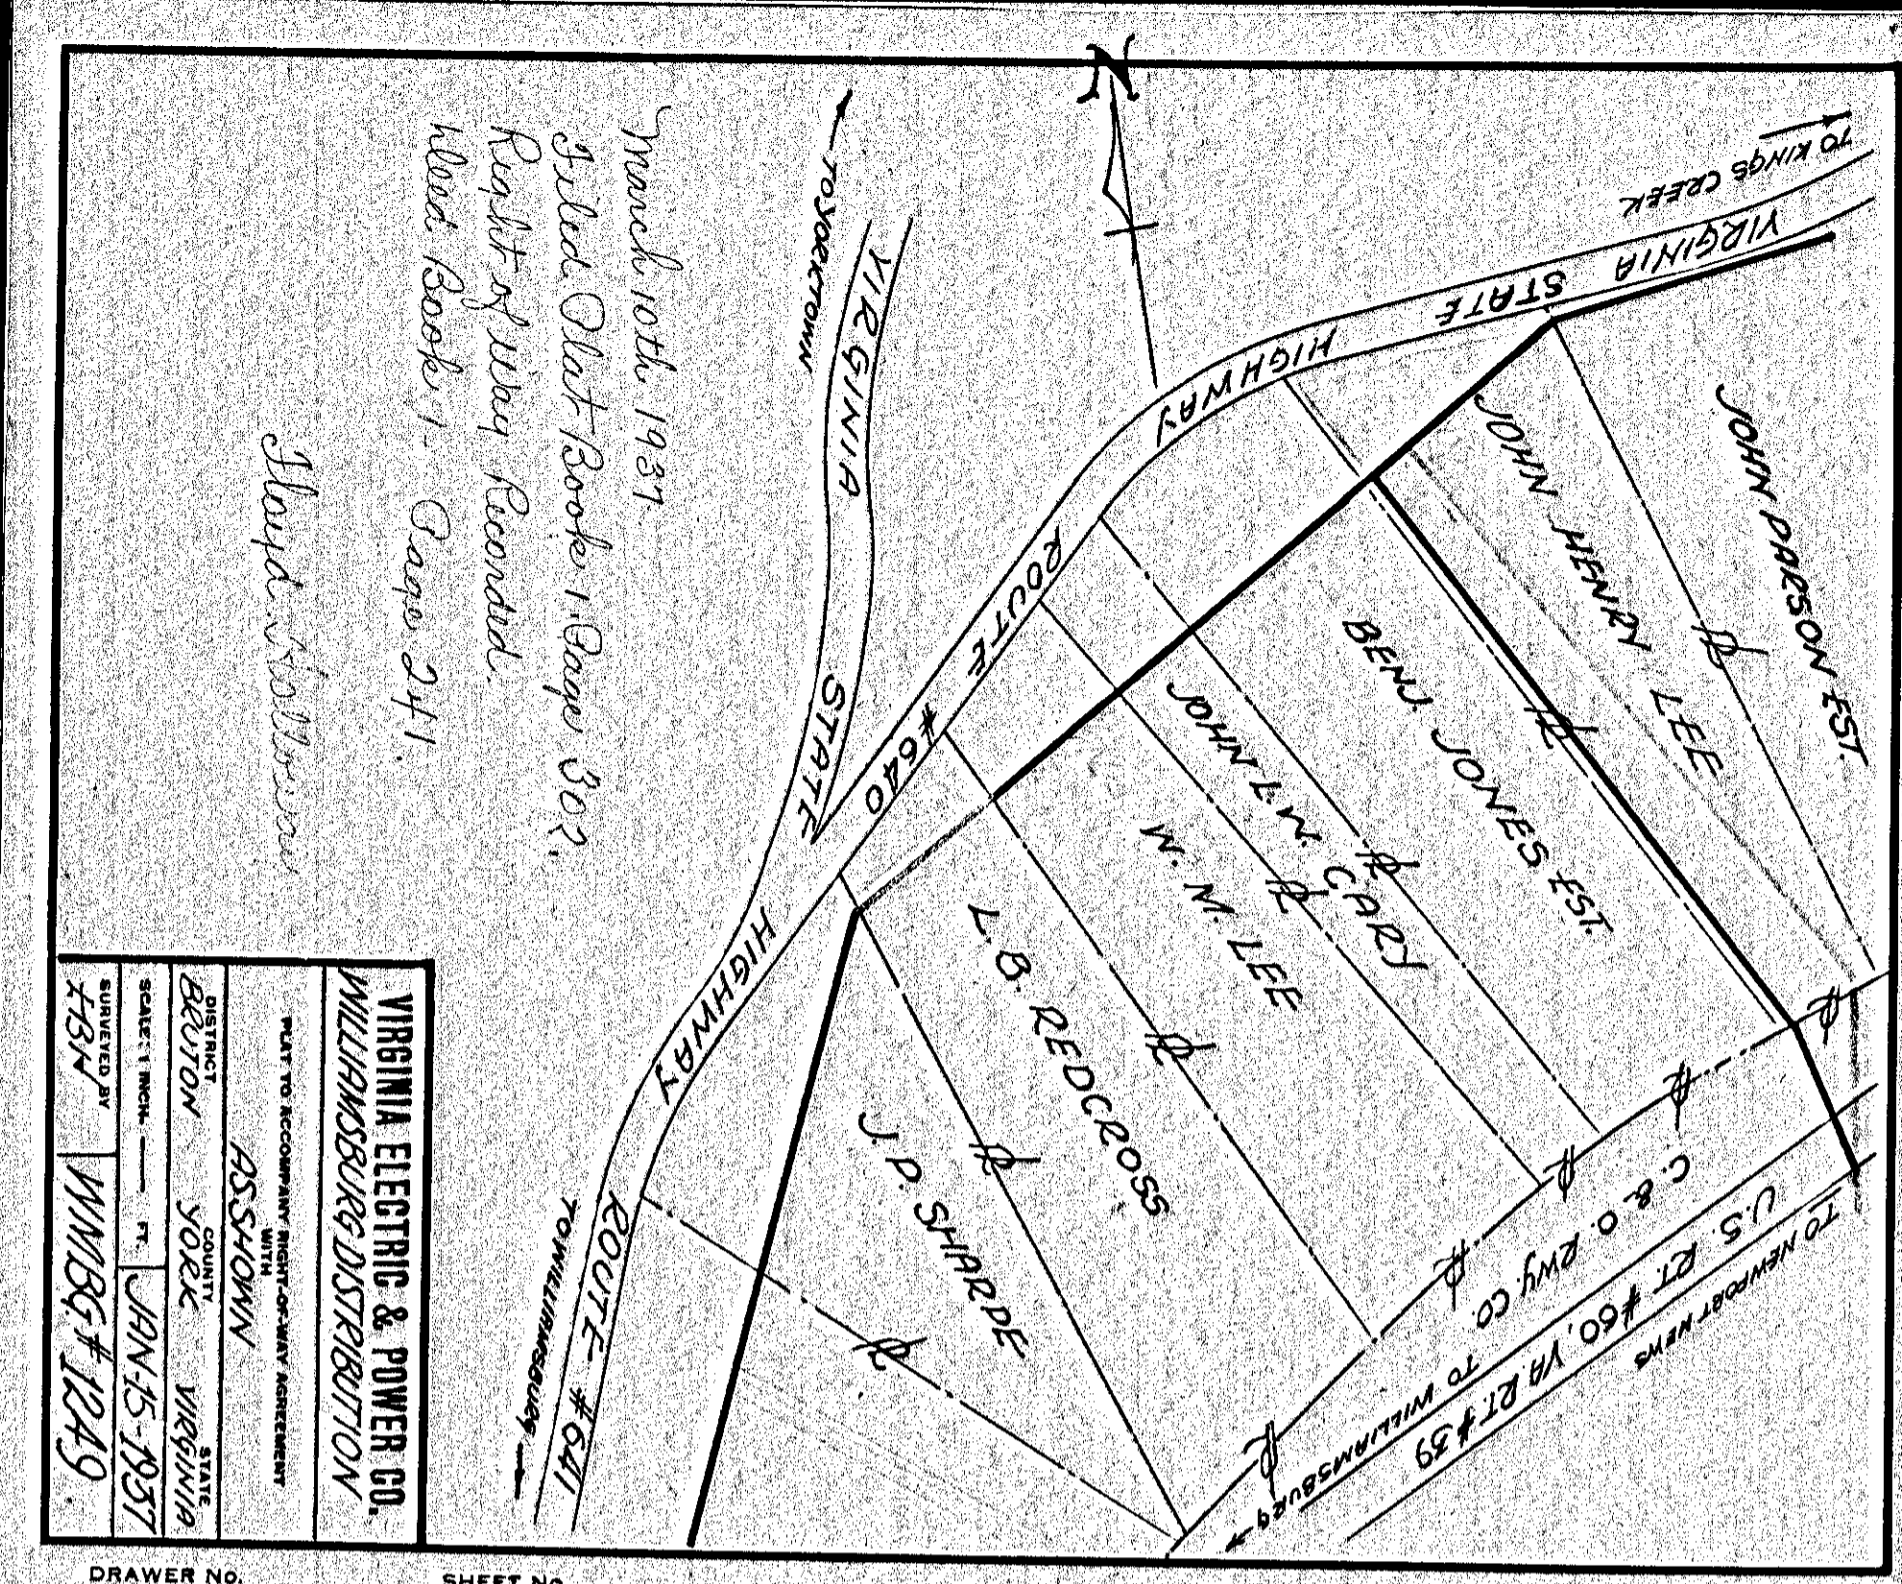 March 10th 1937
Filed Plat Book 1, Page 302,
Right of Way Recorded
Deed Book 1 - Page 241.
Floyd
N
← TO YORKTOWN
VIRGINIA STATE HIGHWAY ROUTE #641
TO WILLIAMSBURG →
TO KINGS CREEK
VIRGINIA STATE HIGHWAY ROUTE #640
JOHN PARSON EST.
JOHN HENRY LEE
BENJ. JONES EST.
JOHN L.W. CARY
W. M. LEE
L. B. REDCROSS
J. P. SHARPE
C. & O. RWY. CO.
TO WILLIAMSBURG →
U.S. RT. #60, VA. RT. #39
TO NEWPORT NEWS
VIRGINIA ELECTRIC & POWER CO.
WILLIAMSBURG DISTRIBUTION
PLAT TO ACCOMPANY RIGHT-OF-WAY AGREEMENT
WITH
AS SHOWN
DISTRICT COUNTY STATE
BRUTON YORK VIRGINIA
SCALE: 1 INCH FT. JAN-15-1937
SURVEYED BY
WMBG# 12A9
DRAWER NO.
SHEET NO.